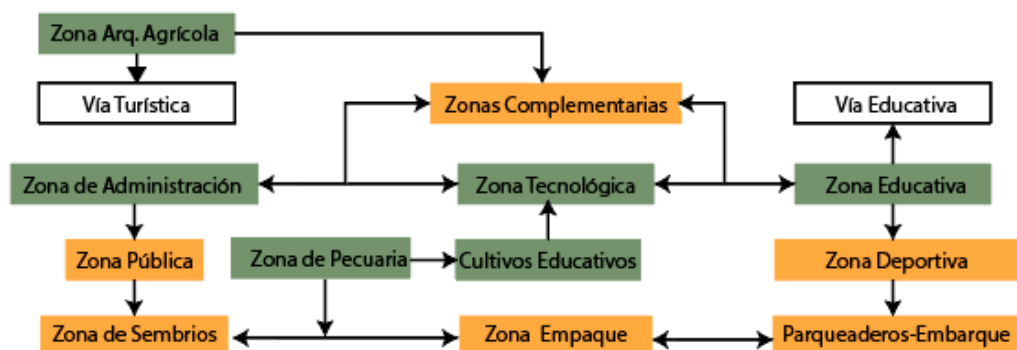 Zona Arq. Agrícola
Vía Turística
Zonas Complementarias
Vía Educativa
Zona de Administración
Zona Tecnológica
Zona Educativa
Zona Pública
Zona de Pecuaria
Cultivos Educativos
Zona Deportiva
Zona de Sembrios
Zona Empaque
Parqueaderos-Embarque